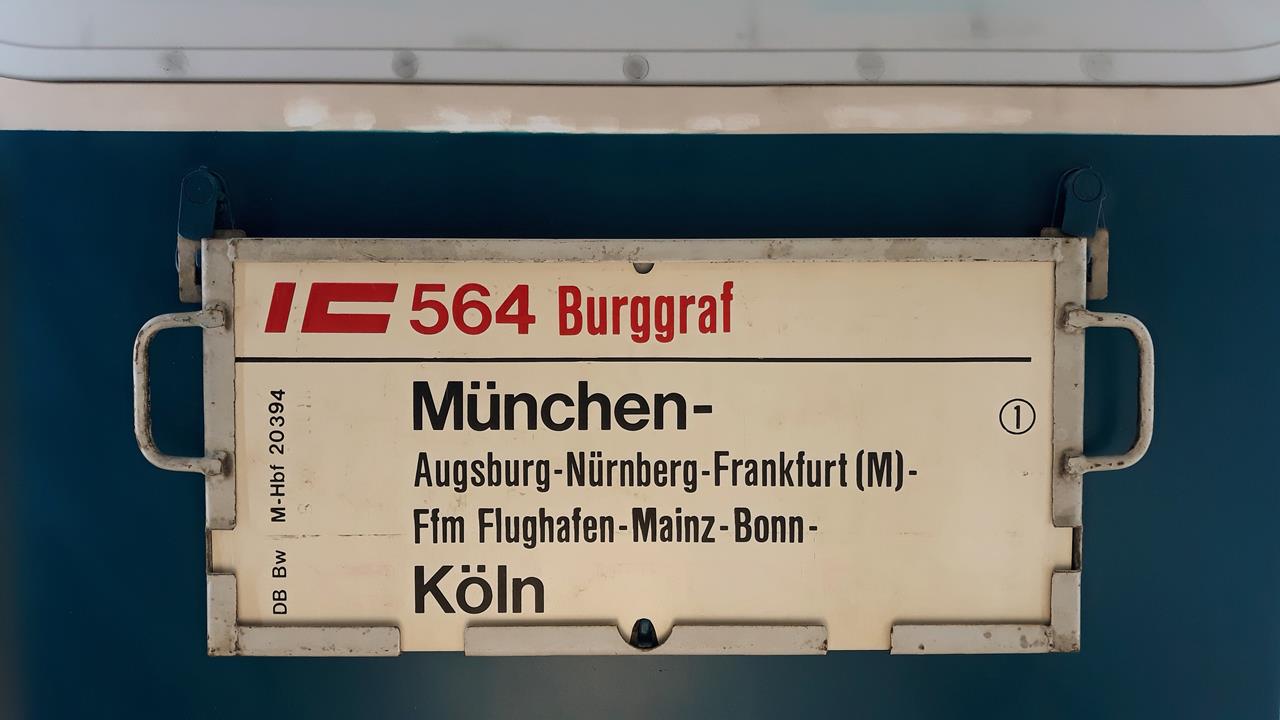 IC 564 Burggraf
München-
①
Augsburg-Nürnberg-Frankfurt (M)-
Ffm Flughafen-Mainz-Bonn-
Köln
DB Bw M-Hbf 20394